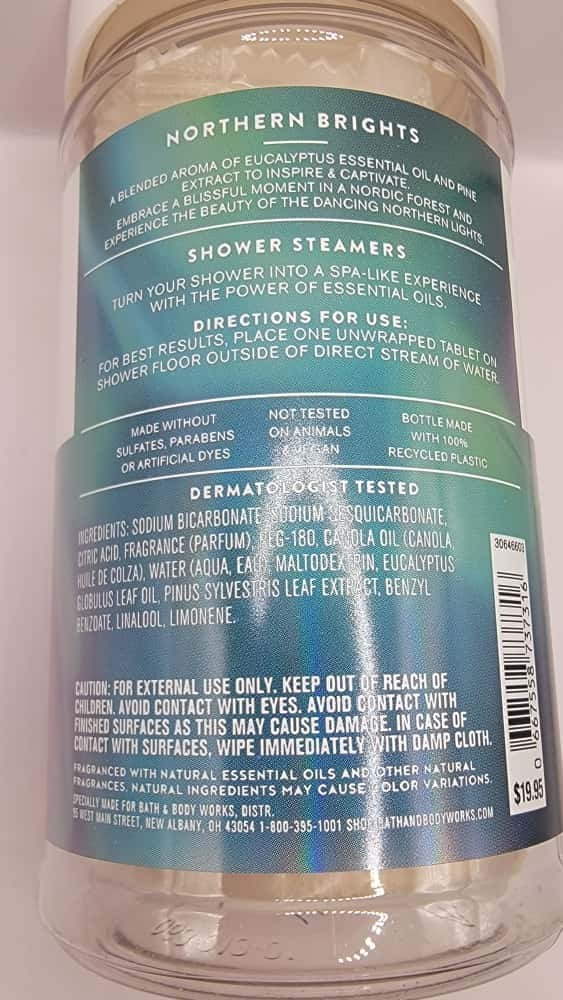 NORTHERN BRIGHTS
A BLENDED AROMA OF EUCALYPTUS ESSENTIAL OIL AND PINE
EXTRACT TO INSPIRE & CAPTIVATE.
EMBRACE A BLISSFUL MOMENT IN A NORDIC FOREST AND
EXPERIENCE THE BEAUTY OF THE DANCING NORTHERN LIGHTS.
SHOWER STEAMERS
TURN YOUR SHOWER INTO A SPA-LIKE EXPERIENCE
WITH THE POWER OF ESSENTIAL OILS.
DIRECTIONS FOR USE:
FOR BEST RESULTS, PLACE ONE UNWRAPPED TABLET ON
SHOWER FLOOR OUTSIDE OF DIRECT STREAM OF WATER.
MADE WITHOUT
SULFATES, PARABENS
OR ARTIFICIAL DYES
NOT TESTED
ON ANIMALS
& VEGAN
BOTTLE MADE
WITH 100%
RECYCLED PLASTIC
DERMATOLOGIST TESTED
INGREDIENTS: SODIUM BICARBONATE, SODIUM SESQUICARBONATE,
CITRIC ACID, FRAGRANCE (PARFUM), PEG-180, CANOLA OIL (CANOLA,
HUILE DE COLZA), WATER (AQUA, EAU), MALTODEXTRIN, EUCALYPTUS
GLOBULUS LEAF OIL, PINUS SYLVESTRIS LEAF EXTRACT, BENZYL
BENZOATE, LINALOOL, LIMONENE.
CAUTION: FOR EXTERNAL USE ONLY. KEEP OUT OF REACH OF
CHILDREN. AVOID CONTACT WITH EYES. AVOID CONTACT WITH
FINISHED SURFACES AS THIS MAY CAUSE DAMAGE. IN CASE OF
CONTACT WITH SURFACES, WIPE IMMEDIATELY WITH DAMP CLOTH.
FRAGRANCED WITH NATURAL ESSENTIAL OILS AND OTHER NATURAL
FRAGRANCES. NATURAL INGREDIENTS MAY CAUSE COLOR VARIATIONS.
SPECIALLY MADE FOR BATH & BODY WORKS, DISTR.
95 WEST MAIN STREET, NEW ALBANY, OH 43054 1-800-395-1001 SHOP BATHANDBODYWORKS.COM
30646603
0 667558 737316
$19.95